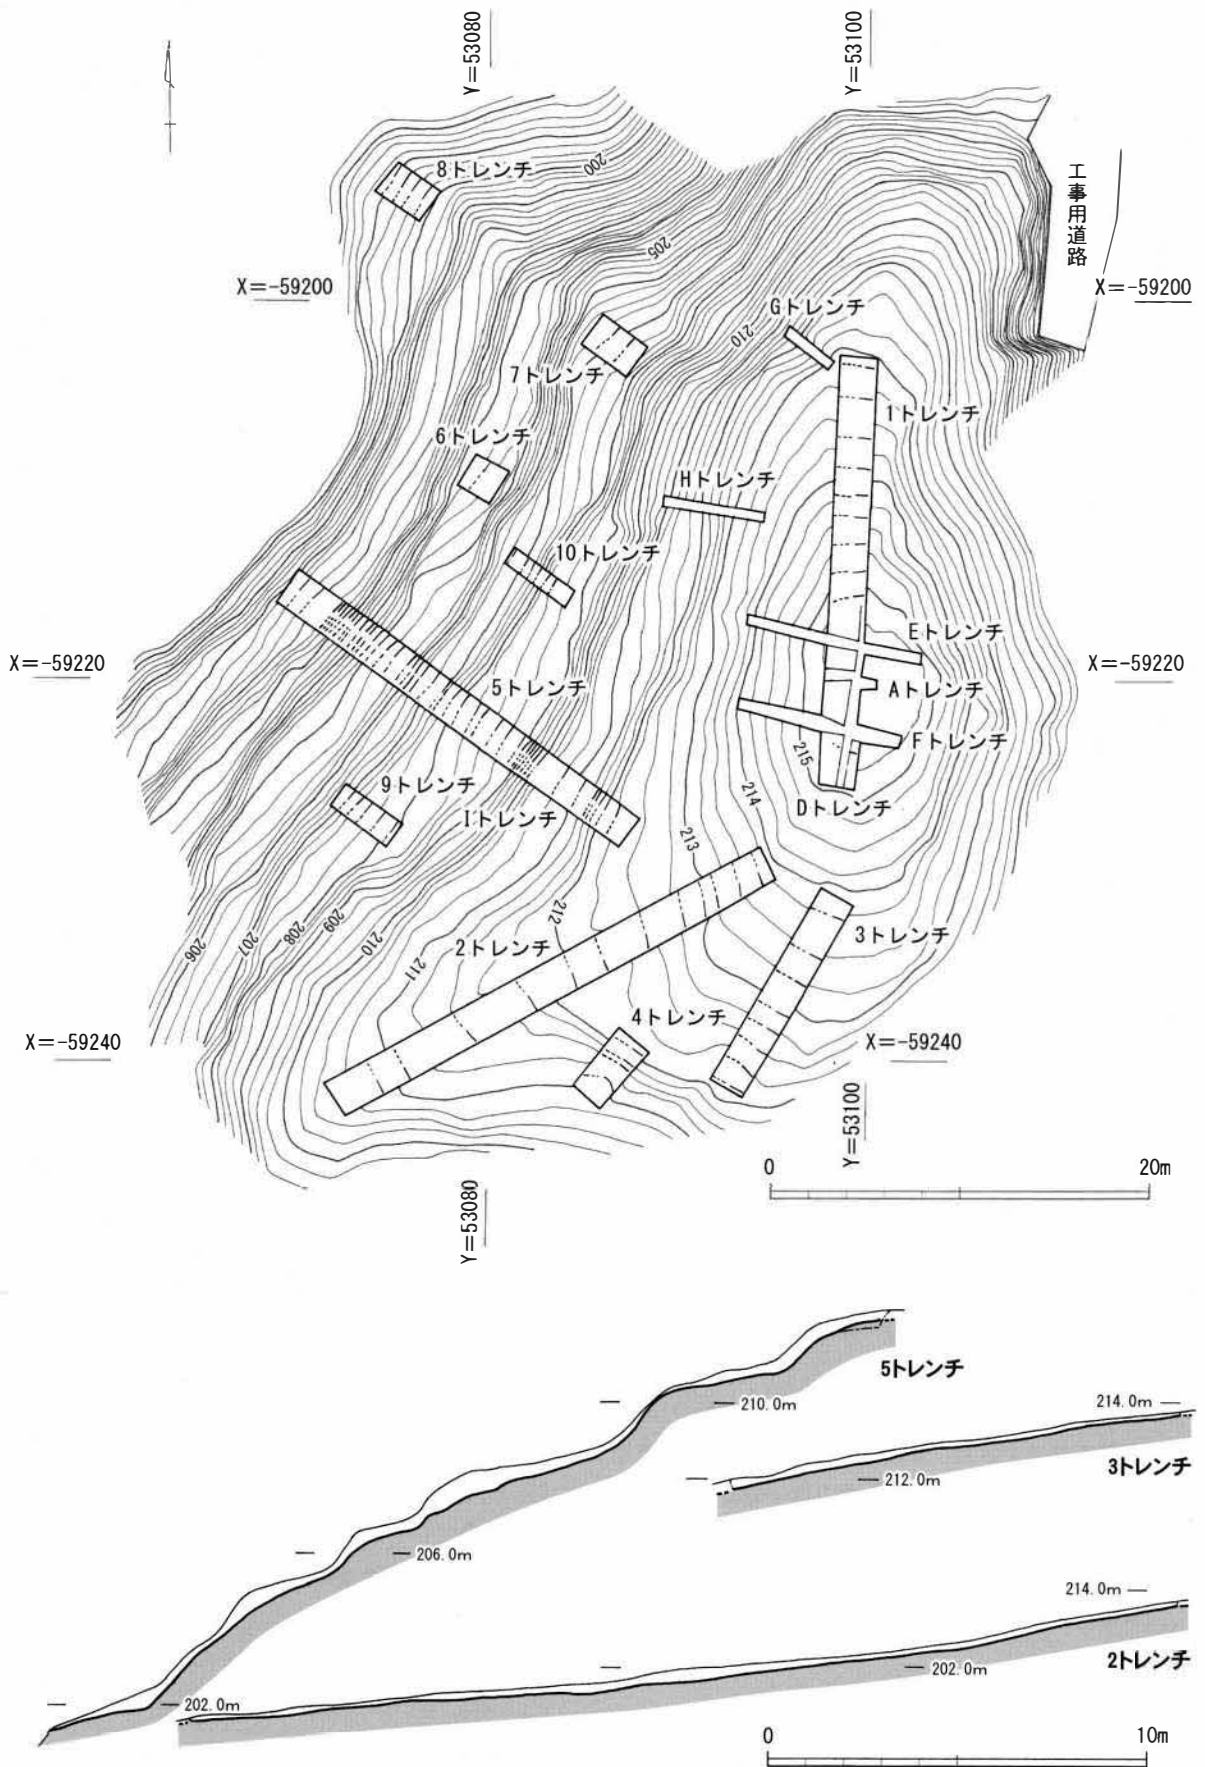 Y=53080
Y=53100
8トレンチ
200
工事用道路
205
X=-59200
X=-59200
Gトレンチ
210
7トレンチ
1トレンチ
6トレンチ
Hトレンチ
10トレンチ
Eトレンチ
X=-59220
X=-59220
5トレンチ
Aトレンチ
Fトレンチ
215
9トレンチ
214
Dトレンチ
Iトレンチ
213
212
3トレンチ
2トレンチ
206
207
208
209
210
211
4トレンチ
X=-59240
X=-59240
Y=53100
0
20m
Y=53080
5トレンチ
210.0m
214.0m
3トレンチ
212.0m
206.0m
214.0m
2トレンチ
202.0m
202.0m
0
10m